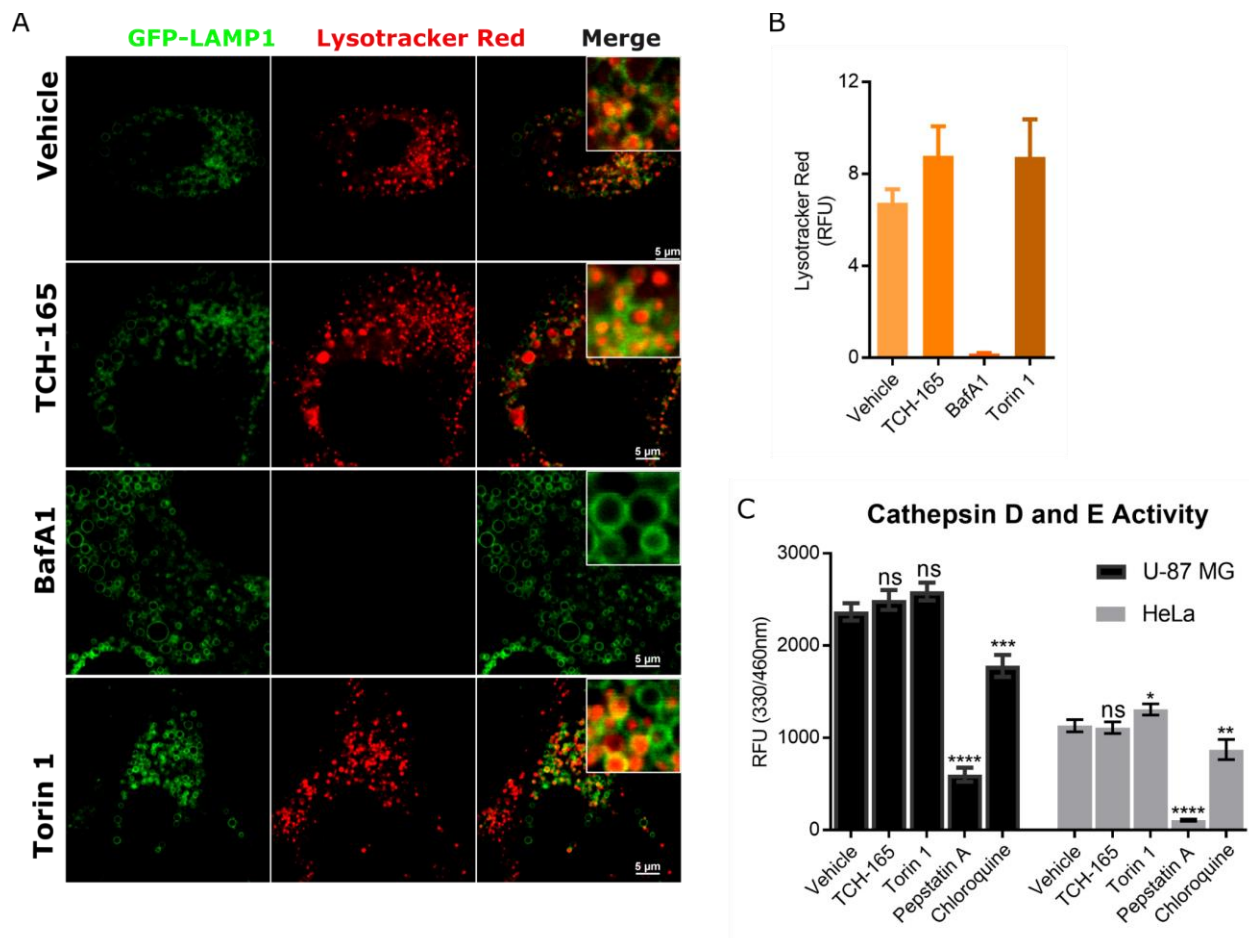 A
GFP-LAMP1 Lysotracker Red Merge
Vehicle
5 µm
TCH-165
5 µm
BafA1
5 µm
Torin 1
5 µm
B
Lysotracker Red
(RFU)
12
8
4
0
Vehicle
TCH-165
BafA1
Torin 1
C
Cathepsin D and E Activity
RFU (330/460nm)
3000
2000
1000
0
ns
ns
****
***
ns
*
****
**
U-87 MG
HeLa
Vehicle
TCH-165
Torin 1
Pepstatin A
Chloroquine
Vehicle
TCH-165
Torin 1
Pepstatin A
Chloroquine